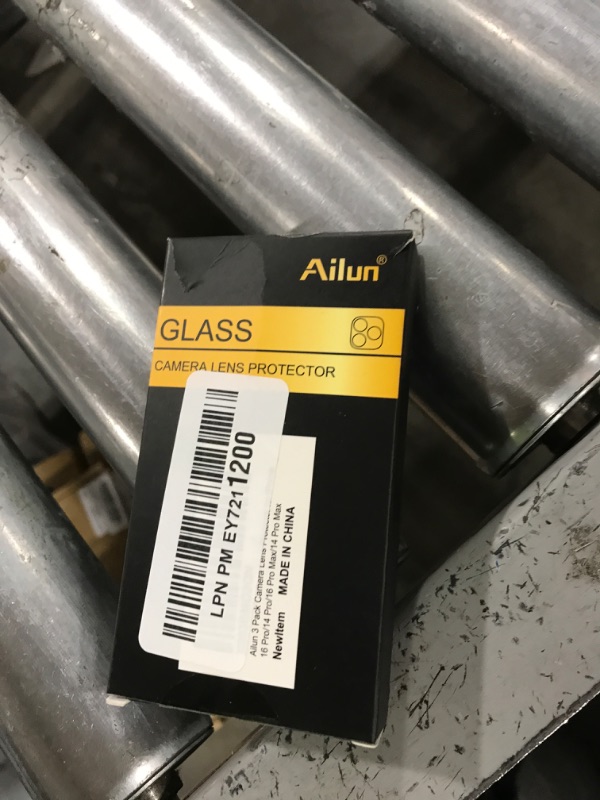 Ailun®
GLASS
CAMERA LENS PROTECTOR
LPN PM EY7211200
Ailun 3 Pack Camera Lens
16 Pro/14 Pro/16 Pro Max/14 Pro Max
NewItem MADE IN CHINA